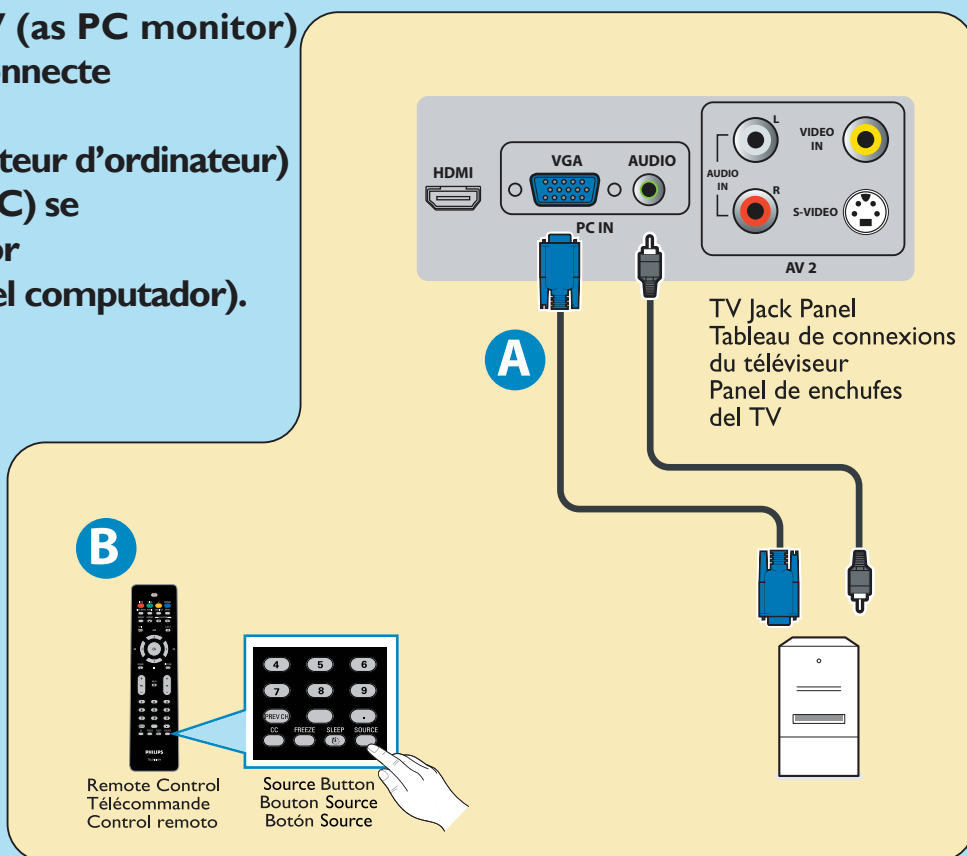 V (as PC monitor)
onnecte
teur d'ordinateur)
C) se
or
el computador).
HDMI
VGA
AUDIO
PC IN
AUDIO
IN
L
R
VIDEO
IN
S-VIDEO
AV 2
A
TV Jack Panel
Tableau de connexions
du téléviseur
Panel de enchufes
del TV
B
PHILIPS
Remote Control
Télécommande
Control remoto
4 5 6
7 8 9
PREV CH .
CC FREEZE SLEEP SOURCE
Source Button
Bouton Source
Botón Source